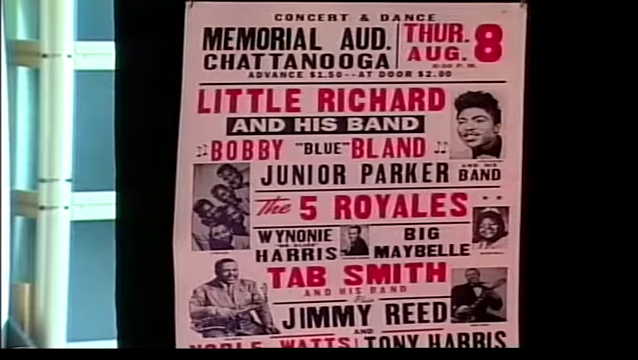 CONCERT & DANCE
MEMORIAL AUD.
CHATTANOOGA
THUR.
AUG. 8
ADVANCE $1.50--AT DOOR $2.00
LITTLE RICHARD
AND HIS BAND
BOBBY "BLUE" BLAND
JUNIOR PARKER AND HIS BAND
The 5 ROYALES
WYNONIE
HARRIS
BIG
MAYBELLE
TAB SMITH
AND HIS BAND
JIMMY REED
AND
NOBLE WATTS TONY HARRIS